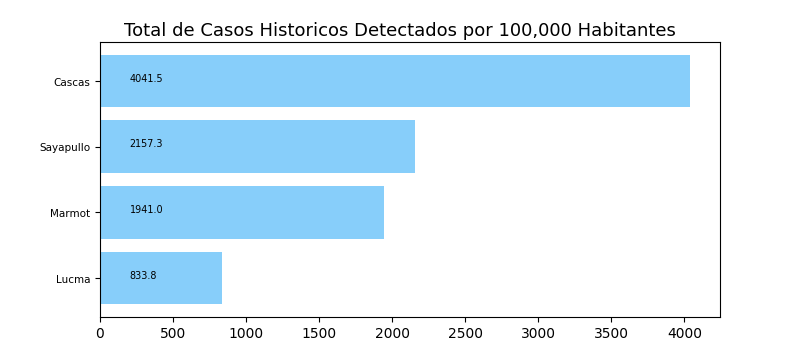 Total de Casos Historicos Detectados por 100,000 Habitantes
Cascas 4041.5
Sayapullo 2157.3
Marmot 1941.0
Lucma 833.8
0 500 1000 1500 2000 2500 3000 3500 4000